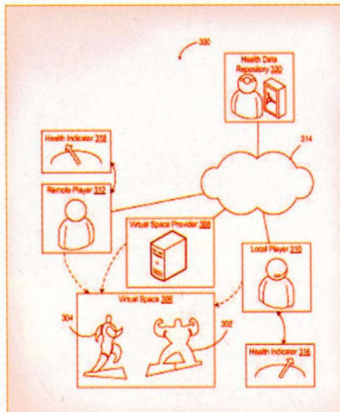 300
Health Data
Repository 320
314
Health Indicator 318
Remote Player 312
Virtual Space Provider 308
Local Player 310
Virtual Space 306
304
302
Health Indicator 316